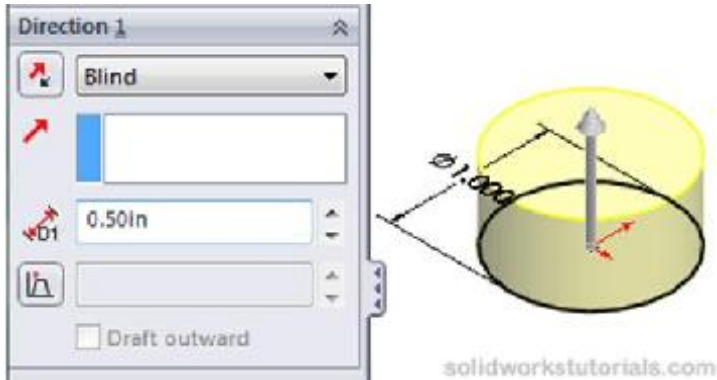 Direction 1
Blind
D1
0.50in
Draft outward
Ø1.000
solidworkstutorials.com